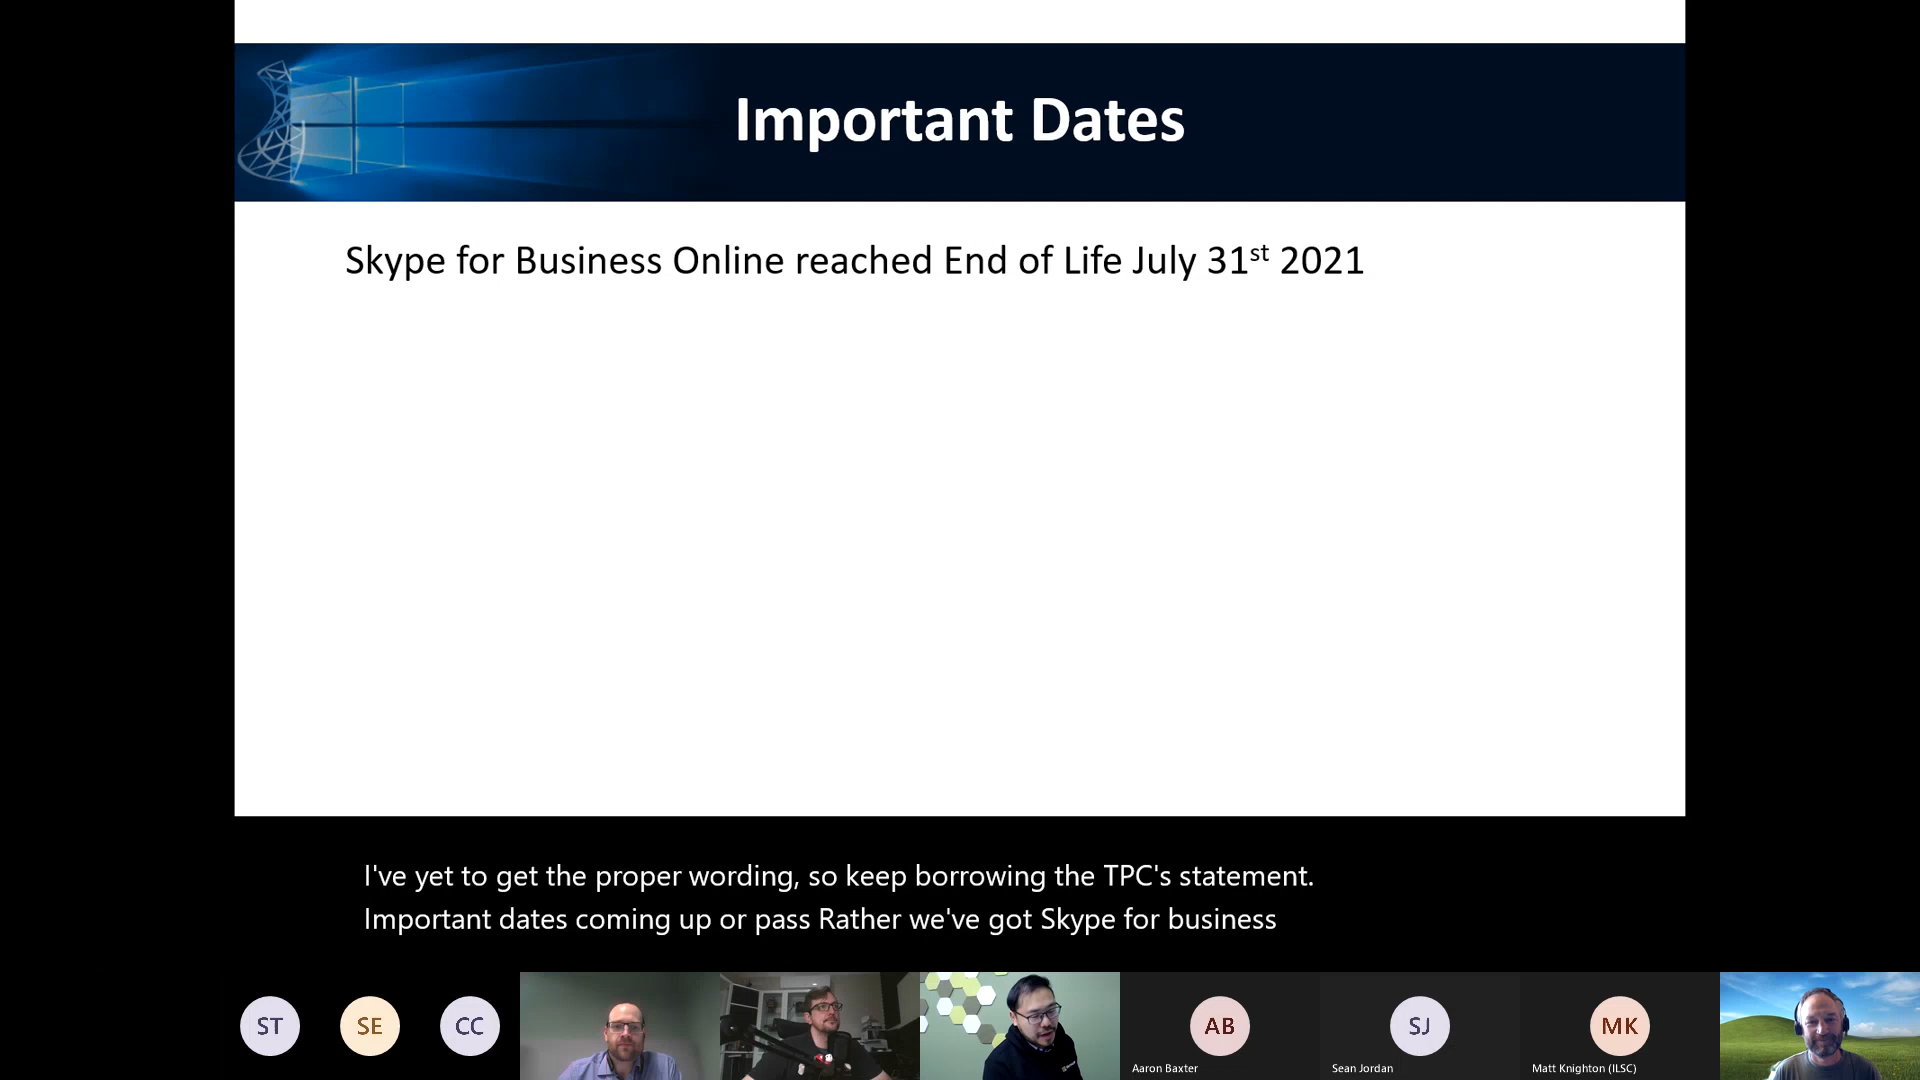 Important Dates
Skype for Business Online reached End of Life July 31st 2021
I've yet to get the proper wording, so keep borrowing the TPC's statement.
Important dates coming up or pass Rather we've got Skype for business
ST
SE
CC
AB
Aaron Baxter
SJ
Sean Jordan
MK
Matt Knighton (ILSC)